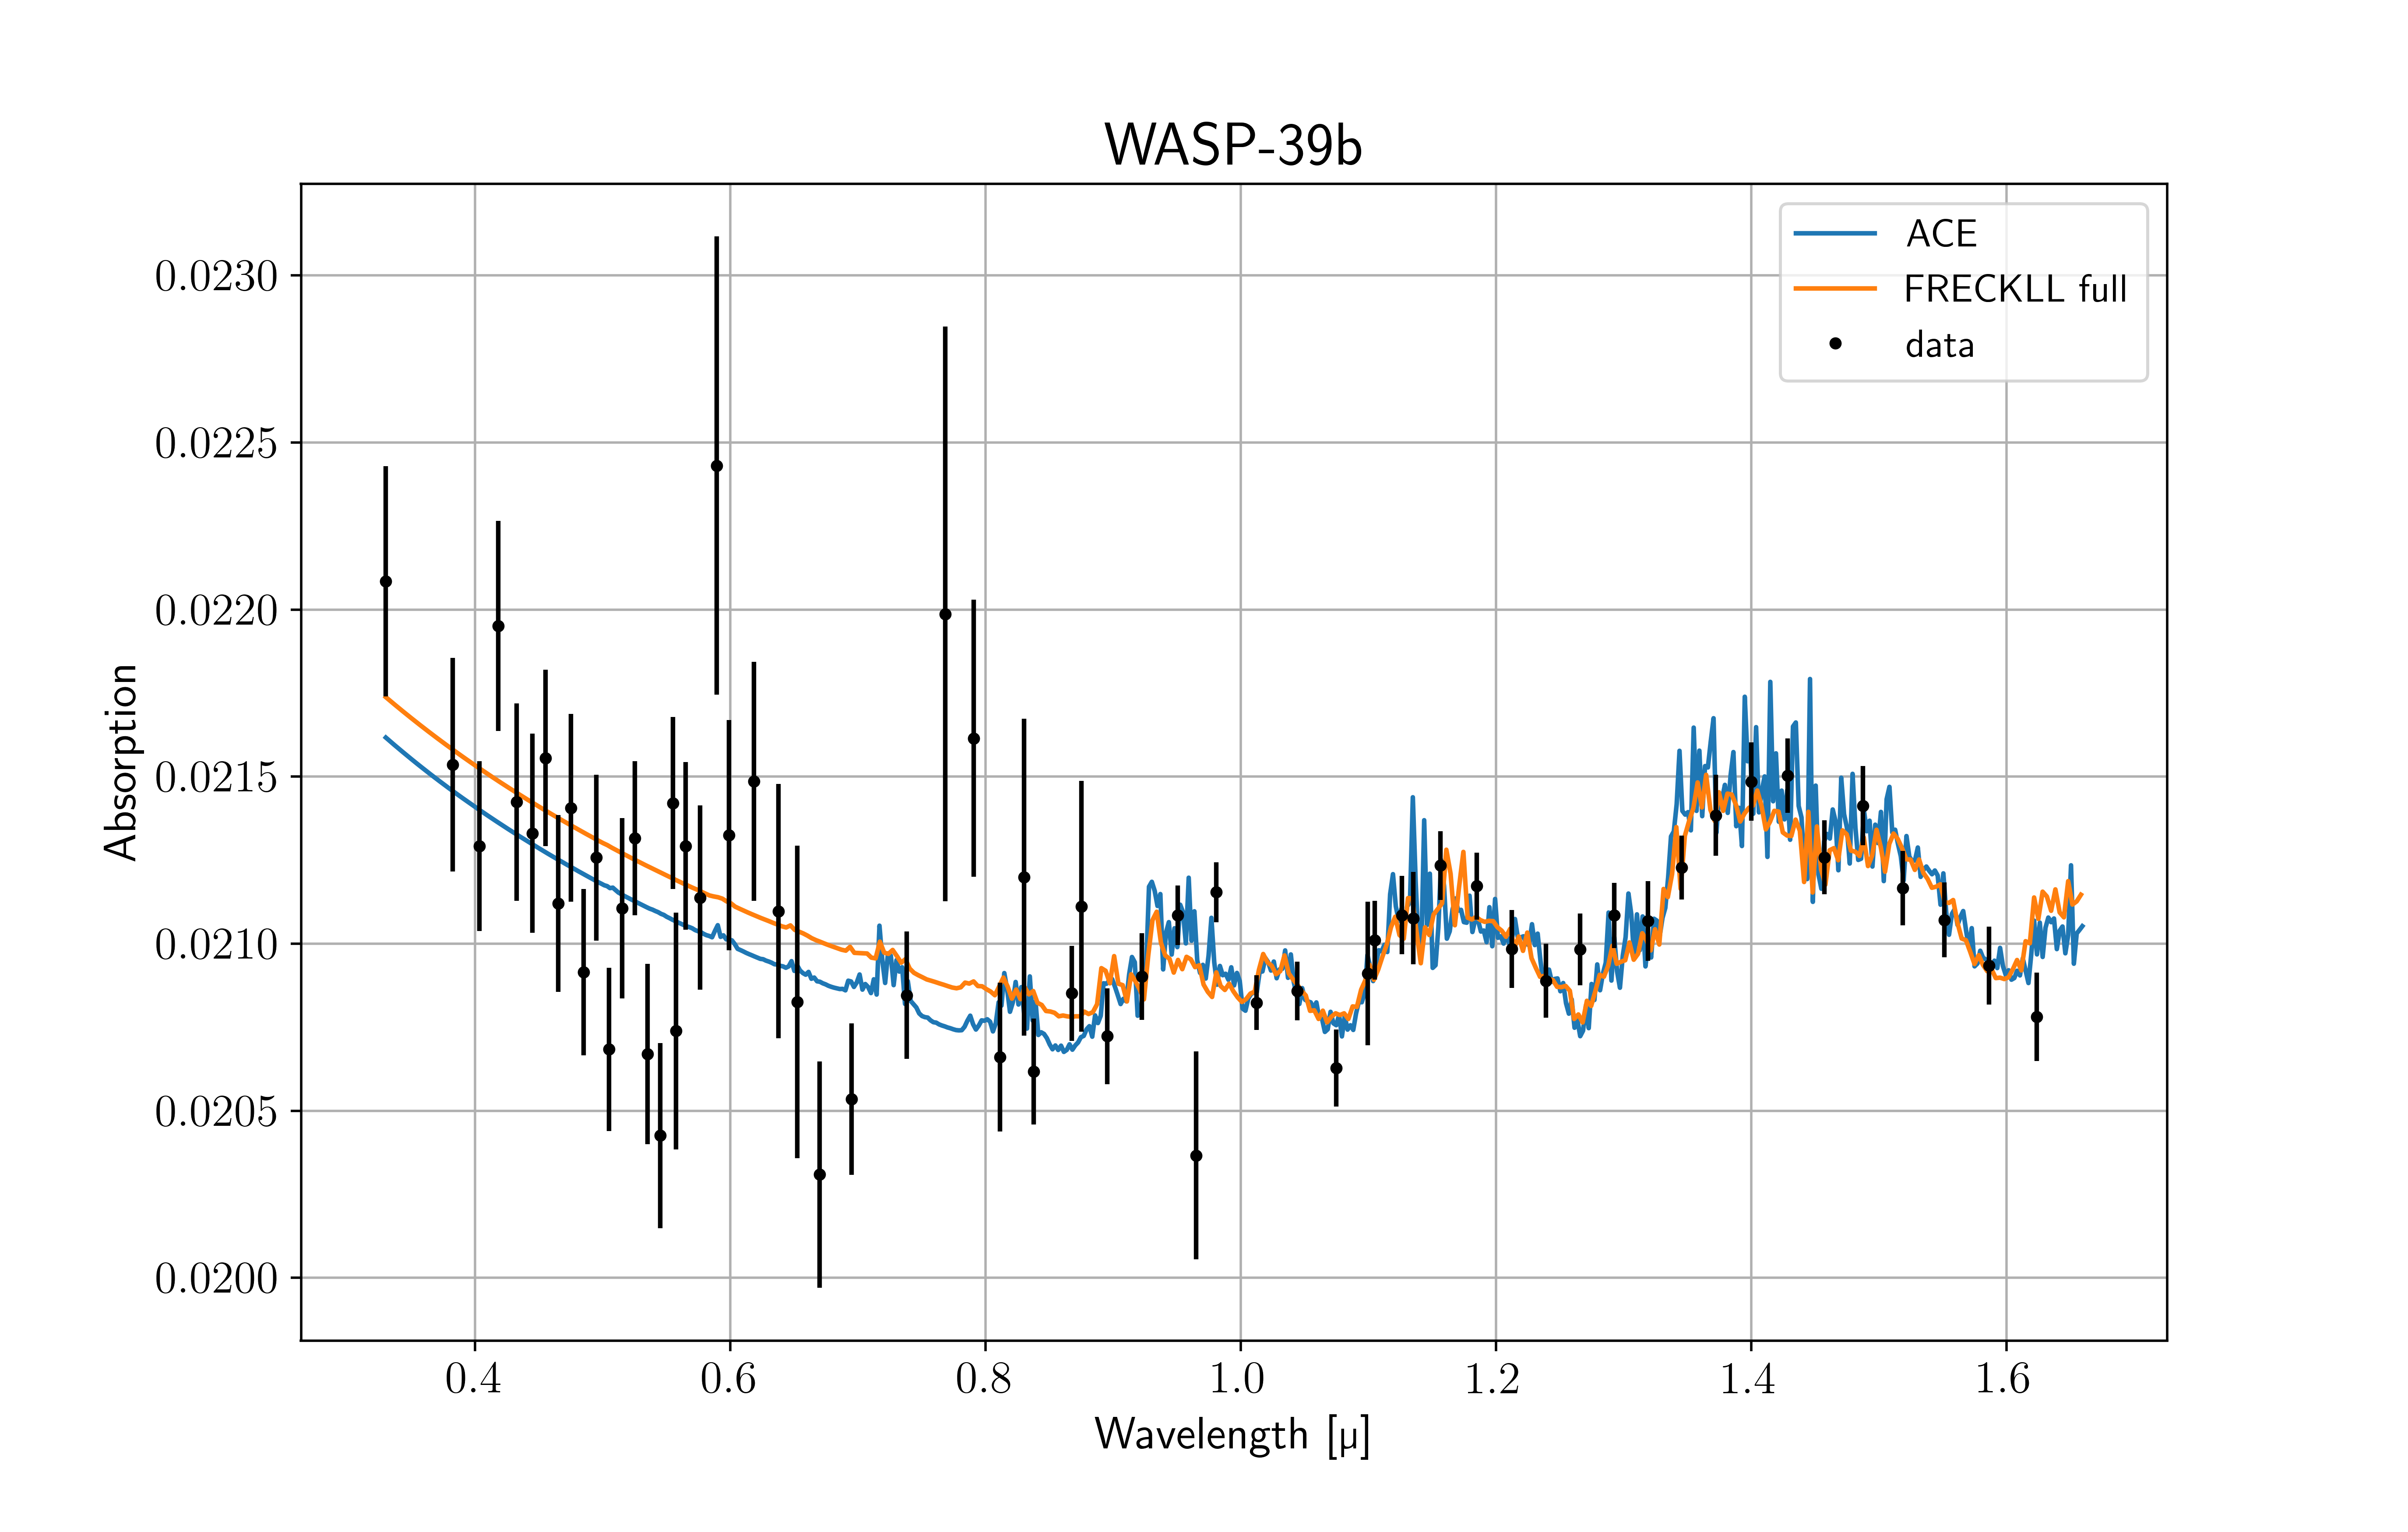 WASP-39b
ACE
FRECKLL full
data
0.0230
0.0225
0.0220
0.0215
0.0210
0.0205
0.0200
Absorption
0.4 0.6 0.8 1.0 1.2 1.4 1.6
Wavelength [μ]